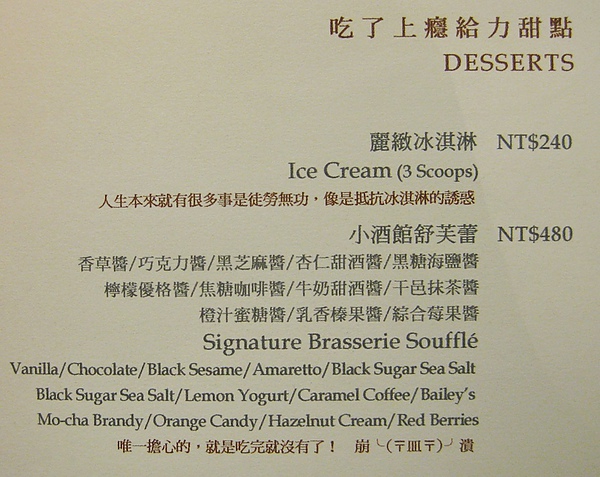 吃了上癮給力甜點
DESSERTS
麗緻冰淇淋 NT$240
Ice Cream (3 Scoops)
人生本來就有很多事是徒勞無功，像是抵抗冰淇淋的誘惑
小酒館舒芙蕾 NT$480
香草醬/巧克力醬/黑芝麻醬/杏仁甜酒醬/黑糖海鹽醬
檸檬優格醬/焦糖咖啡醬/牛奶甜酒醬/干邑抹茶醬
橙汁蜜糖醬/乳香榛果醬/綜合莓果醬
Signature Brasserie Soufflé
Vanilla/Chocolate/Black Sesame/Amaretto/Black Sugar Sea Salt
Black Sugar Sea Salt/Lemon Yogurt/Caramel Coffee/Bailey's
Mo-cha Brandy/Orange Candy/Hazelnut Cream/Red Berries
唯一擔心的，就是吃完就沒有了！ 崩╰(〒皿〒)╯潰